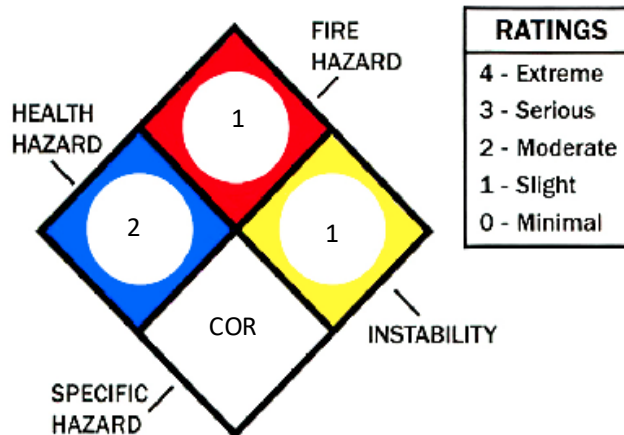 FIRE
HAZARD
1
HEALTH
HAZARD
2
1
COR
INSTABILITY
SPECIFIC
HAZARD
RATINGS
4 - Extreme
3 - Serious
2 - Moderate
1 - Slight
0 - Minimal